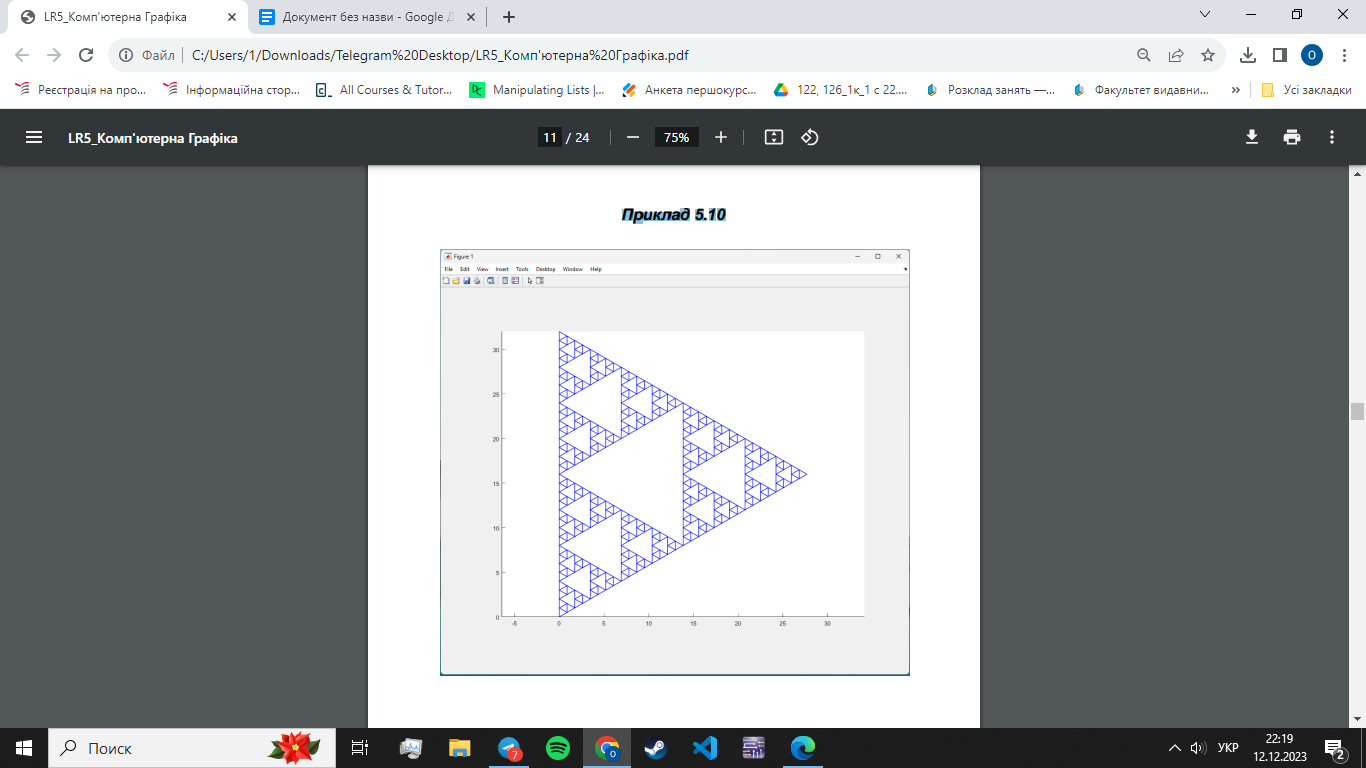 LR5_Комп'ютерна Графіка
Документ без назви - Google Д
Файл C:/Users/1/Downloads/Telegram%20Desktop/LR5_Комп'ютерна%20Графіка.pdf
Реєстрація на про... Інформаційна стор... All Courses & Tutor... Manipulating Lists |... Анкета першокурс... 122, 126_1к_1 с 22.... Розклад занять —... Факультет видавни... » Усі закладки
LR5_Комп'ютерна Графіка 11 / 24 75%
Приклад 5.10
Figure 1
File Edit View Insert Tools Desktop Window Help
30
25
20
15
10
5
0
-5 0 5 10 15 20 25 30
Поиск 7 УКР 22:19
12.12.2023 2